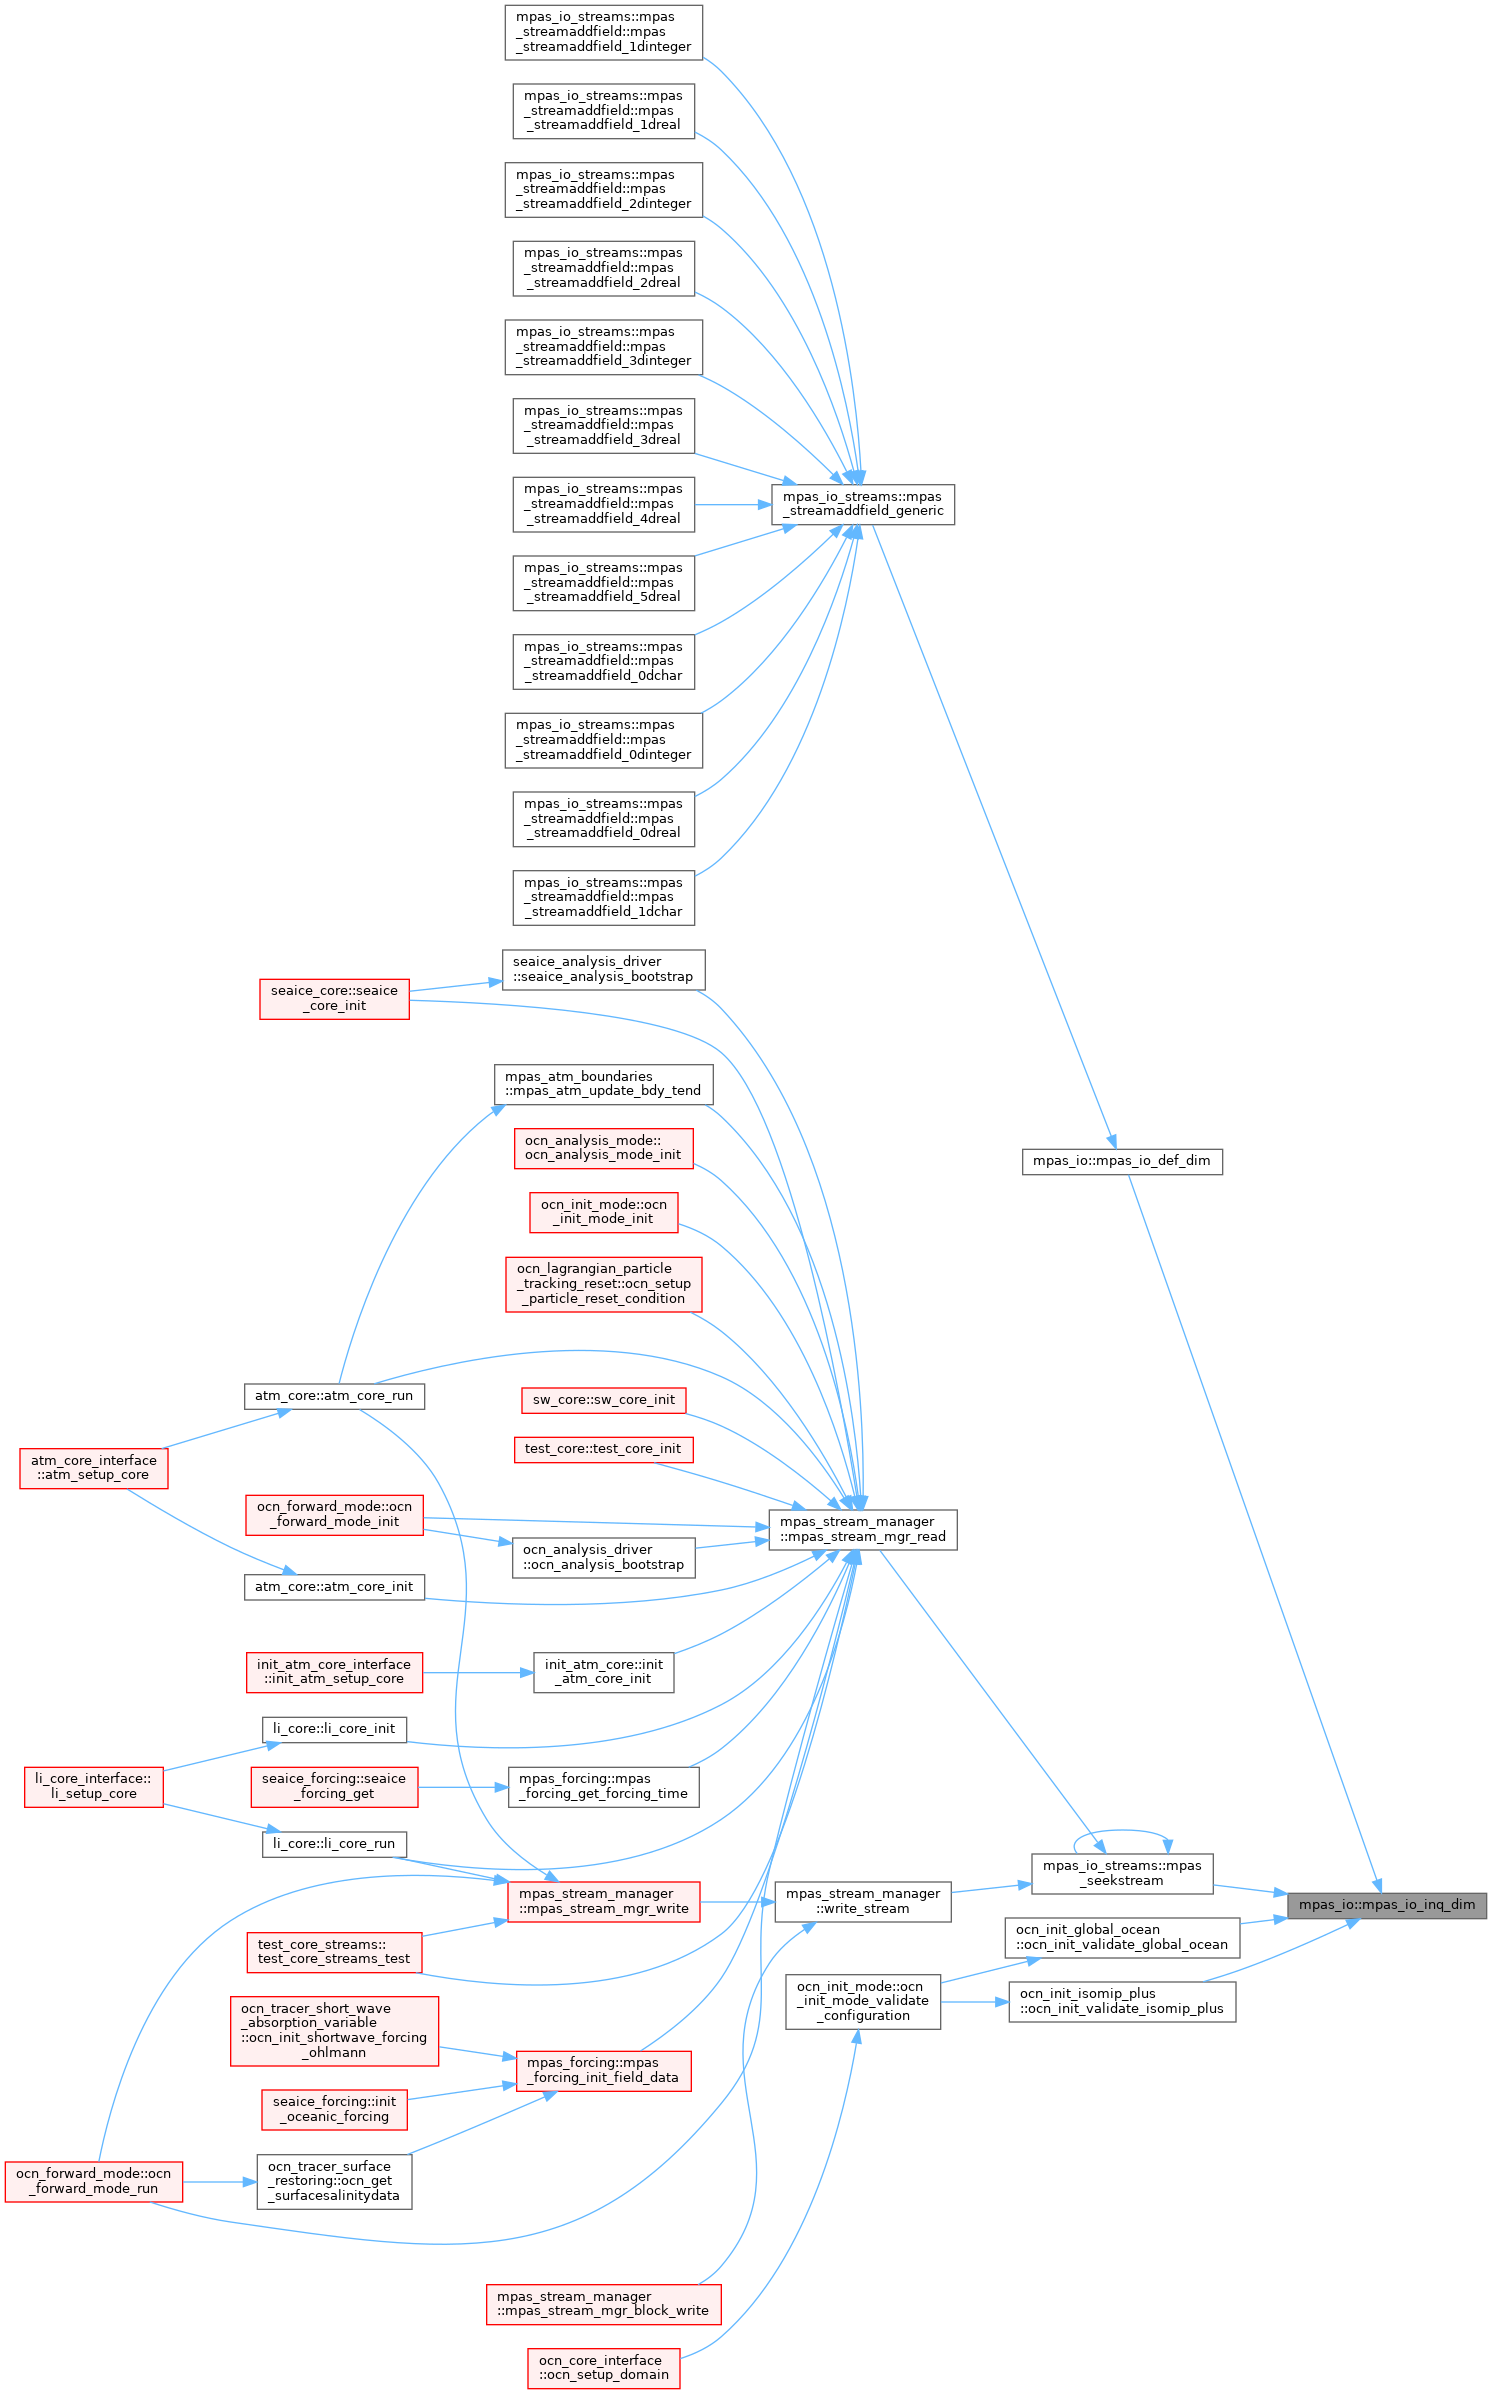 mpas_io_streams::mpas
_streamaddfield::mpas
_streamaddfield_1dinteger
mpas_io_streams::mpas
_streamaddfield::mpas
_streamaddfield_1dreal
mpas_io_streams::mpas
_streamaddfield::mpas
_streamaddfield_2dinteger
mpas_io_streams::mpas
_streamaddfield::mpas
_streamaddfield_2dreal
mpas_io_streams::mpas
_streamaddfield::mpas
_streamaddfield_3dinteger
mpas_io_streams::mpas
_streamaddfield::mpas
_streamaddfield_3dreal
mpas_io_streams::mpas
_streamaddfield::mpas
_streamaddfield_4dreal
mpas_io_streams::mpas
_streamaddfield_generic
mpas_io_streams::mpas
_streamaddfield::mpas
_streamaddfield_5dreal
mpas_io_streams::mpas
_streamaddfield::mpas
_streamaddfield_0dchar
mpas_io_streams::mpas
_streamaddfield::mpas
_streamaddfield_0dinteger
mpas_io_streams::mpas
_streamaddfield::mpas
_streamaddfield_0dreal
mpas_io_streams::mpas
_streamaddfield::mpas
_streamaddfield_1dchar
seaice_analysis_driver
::seaice_analysis_bootstrap
seaice_core::seaice
_core_init
mpas_atm_boundaries
::mpas_atm_update_bdy_tend
ocn_analysis_mode::
ocn_analysis_mode_init
mpas_io::mpas_io_def_dim
ocn_init_mode::ocn
_init_mode_init
ocn_lagrangian_particle
_tracking_reset::ocn_setup
_particle_reset_condition
atm_core::atm_core_run
sw_core::sw_core_init
test_core::test_core_init
atm_core_interface
::atm_setup_core
ocn_forward_mode::ocn
_forward_mode_init
mpas_stream_manager
::mpas_stream_mgr_read
ocn_analysis_driver
::ocn_analysis_bootstrap
atm_core::atm_core_init
init_atm_core_interface
::init_atm_setup_core
init_atm_core::init
_atm_core_init
li_core::li_core_init
li_core_interface::
li_setup_core
seaice_forcing::seaice
_forcing_get
mpas_forcing::mpas
_forcing_get_forcing_time
li_core::li_core_run
mpas_io_streams::mpas
_seekstream
mpas_stream_manager
::mpas_stream_mgr_write
mpas_stream_manager
::write_stream
mpas_io::mpas_io_inq_dim
ocn_init_global_ocean
::ocn_init_validate_global_ocean
test_core_streams::
test_core_streams_test
ocn_init_mode::ocn
_init_mode_validate
_configuration
ocn_init_isomip_plus
::ocn_init_validate_isomip_plus
ocn_tracer_short_wave
_absorption_variable
::ocn_init_shortwave_forcing
_ohlmann
mpas_forcing::mpas
_forcing_init_field_data
seaice_forcing::init
_oceanic_forcing
ocn_forward_mode::ocn
_forward_mode_run
ocn_tracer_surface
_restoring::ocn_get
_surfacesalinitydata
mpas_stream_manager
::mpas_stream_mgr_block_write
ocn_core_interface
::ocn_setup_domain